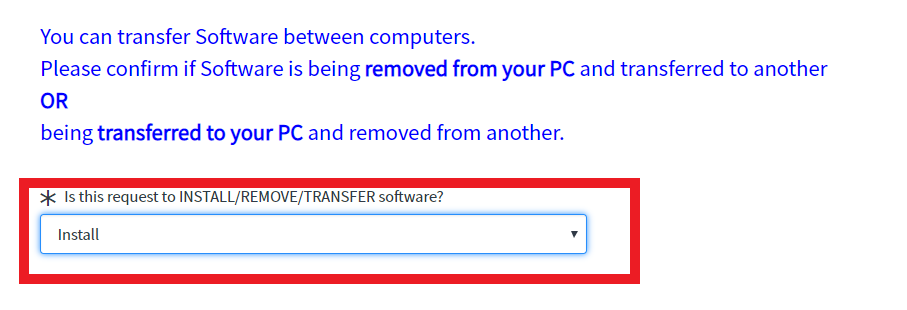 You can transfer Software between computers.
Please confirm if Software is being removed from your PC and transferred to another
OR
being transferred to your PC and removed from another.
* Is this request to INSTALL/REMOVE/TRANSFER software?
Install